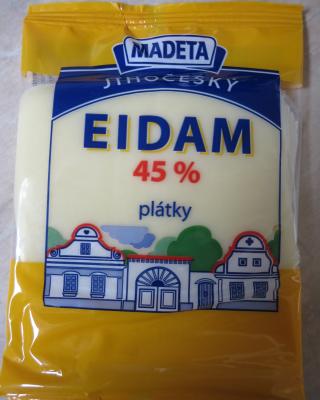 MADETA
JIHOČESKÝ
EIDAM
45 %
plátky